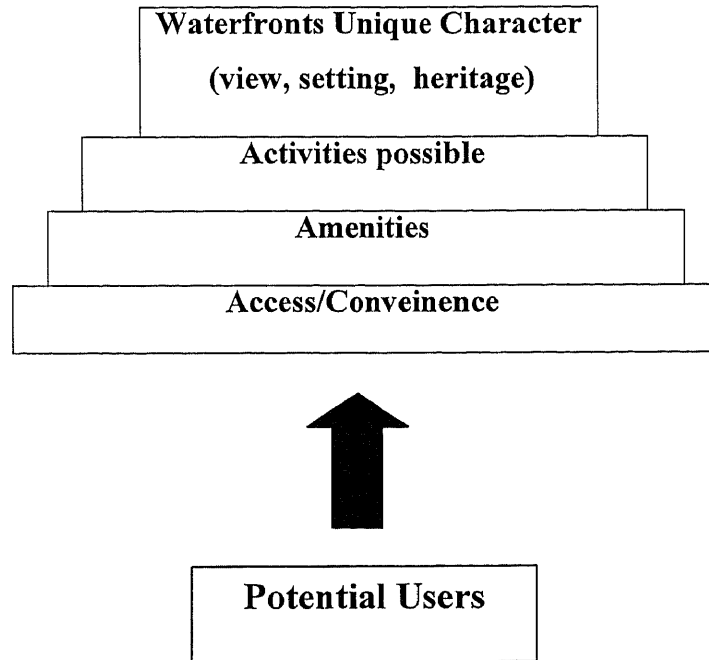 Waterfronts Unique Character
(view, setting, heritage)
Activities possible
Amenities
Access/Conveinence
Potential Users